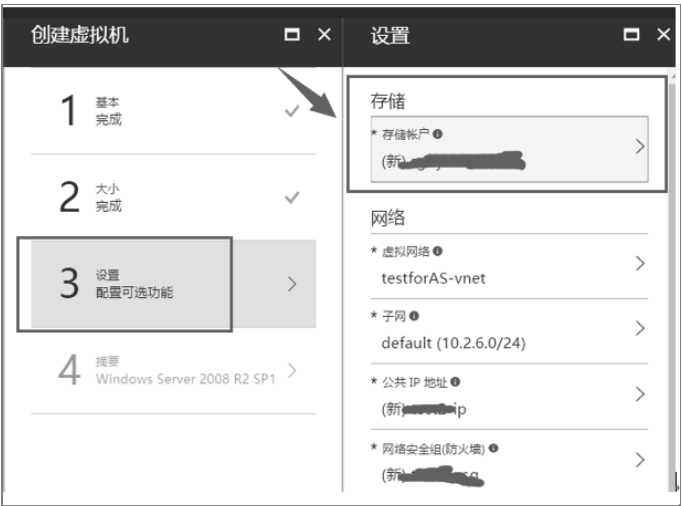 创建虚拟机
1
基本
完成
2
大小
完成
3
设置
配置可选功能
4
摘要
Windows Server 2008 R2 SP1
设置
存储
* 存储帐户
(新)
网络
* 虚拟网络
testforAS-vnet
* 子网
default (10.2.6.0/24)
* 公共 IP 地址
(新) ip
* 网络安全组(防火墙)
(新)